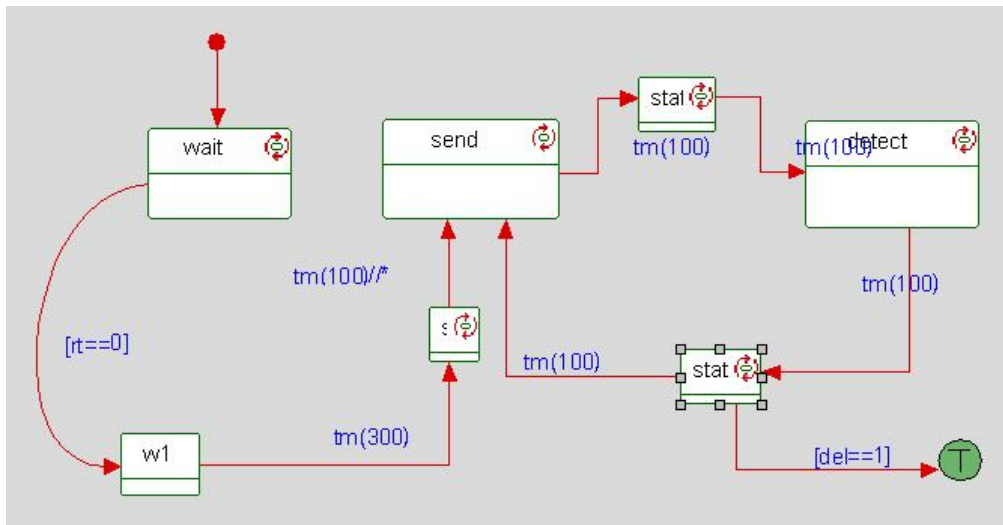 wait
send
stat
tm(100)
tm(100)
detect
tm(100)//*
tm(100)
[rt==0]
s
tm(100)
stat
w1
tm(300)
[del==1]
T